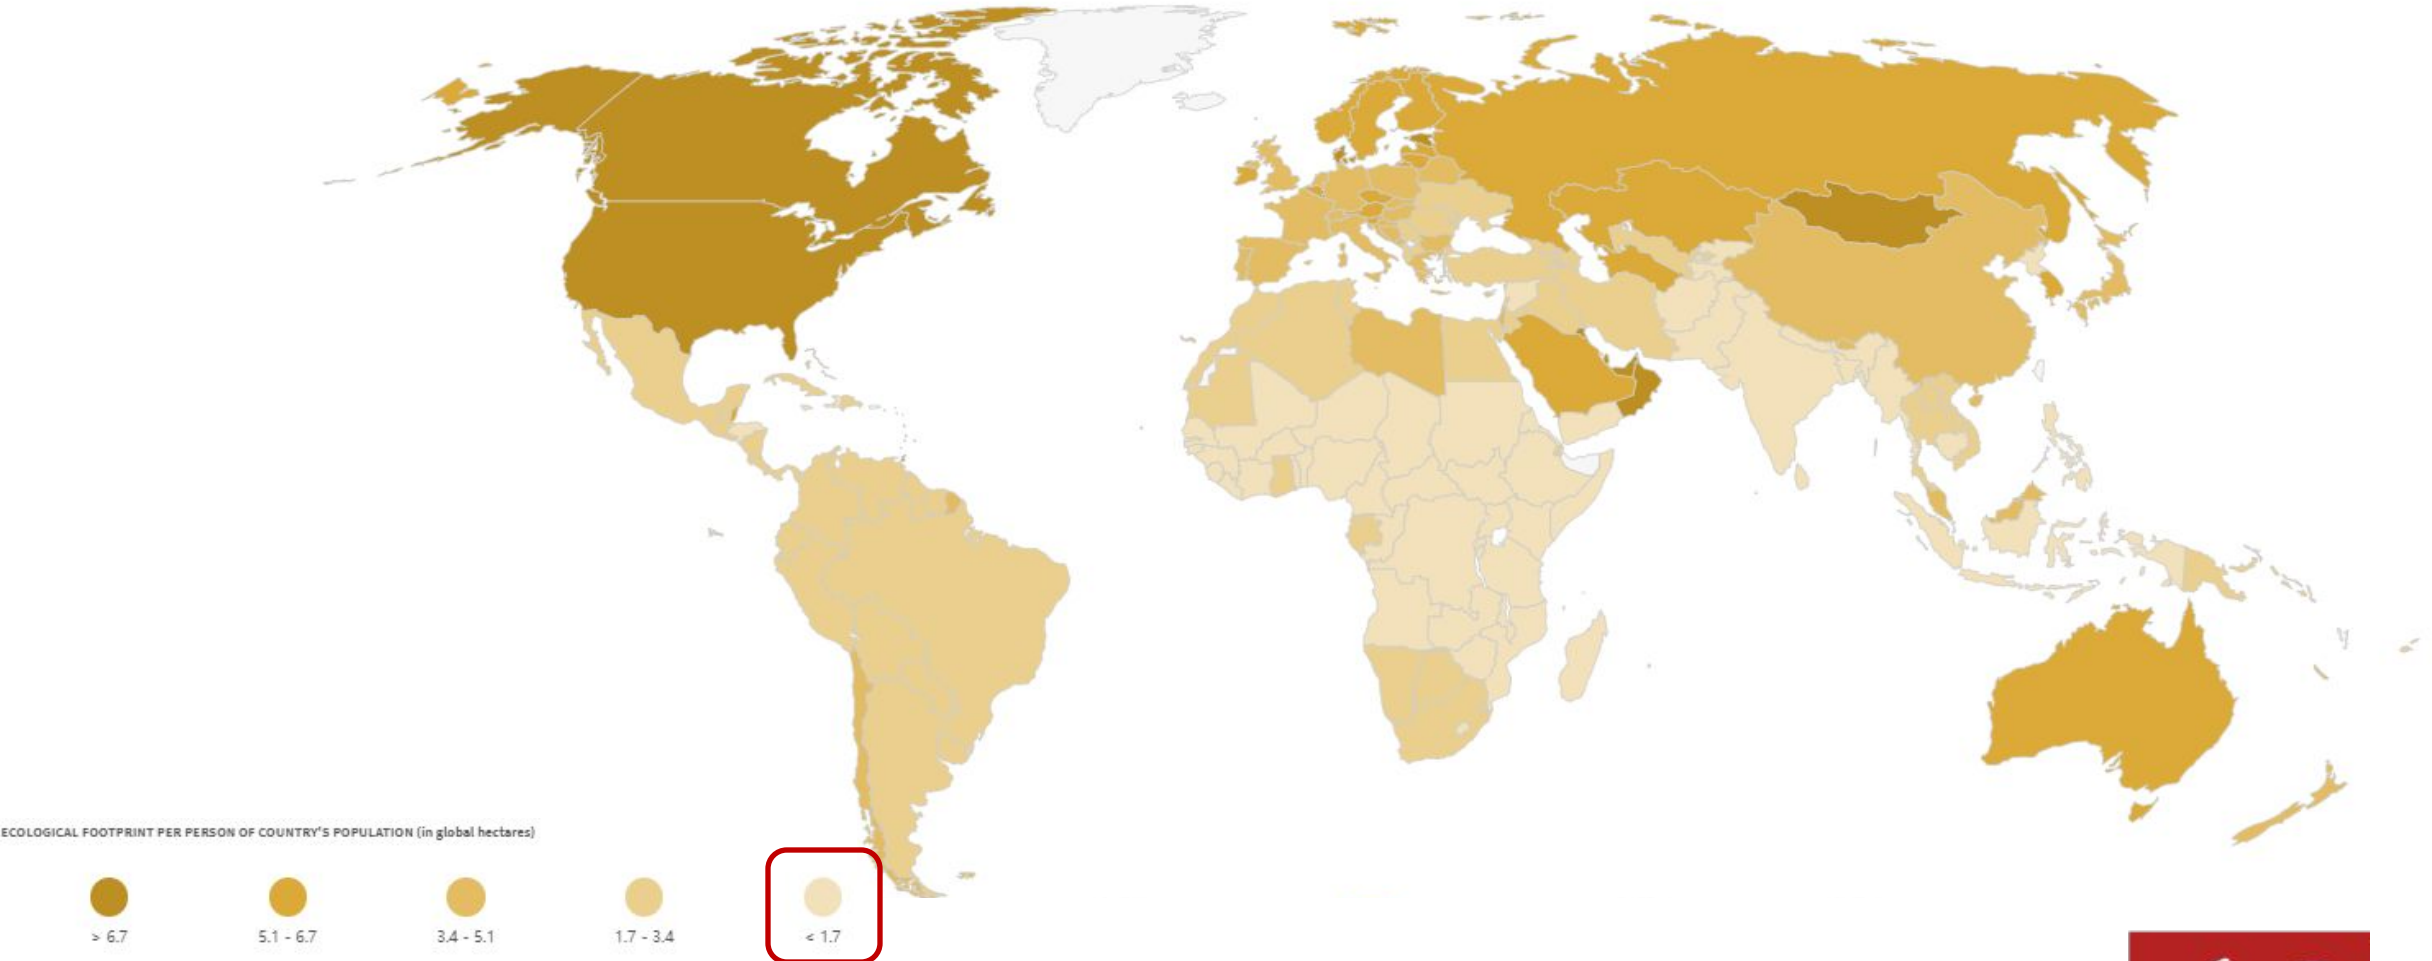 ECOLOGICAL FOOTPRINT PER PERSON OF COUNTRY'S POPULATION (in global hectares)
> 6.7
5.1 - 6.7
3.4 - 5.1
1.7 - 3.4
< 1.7